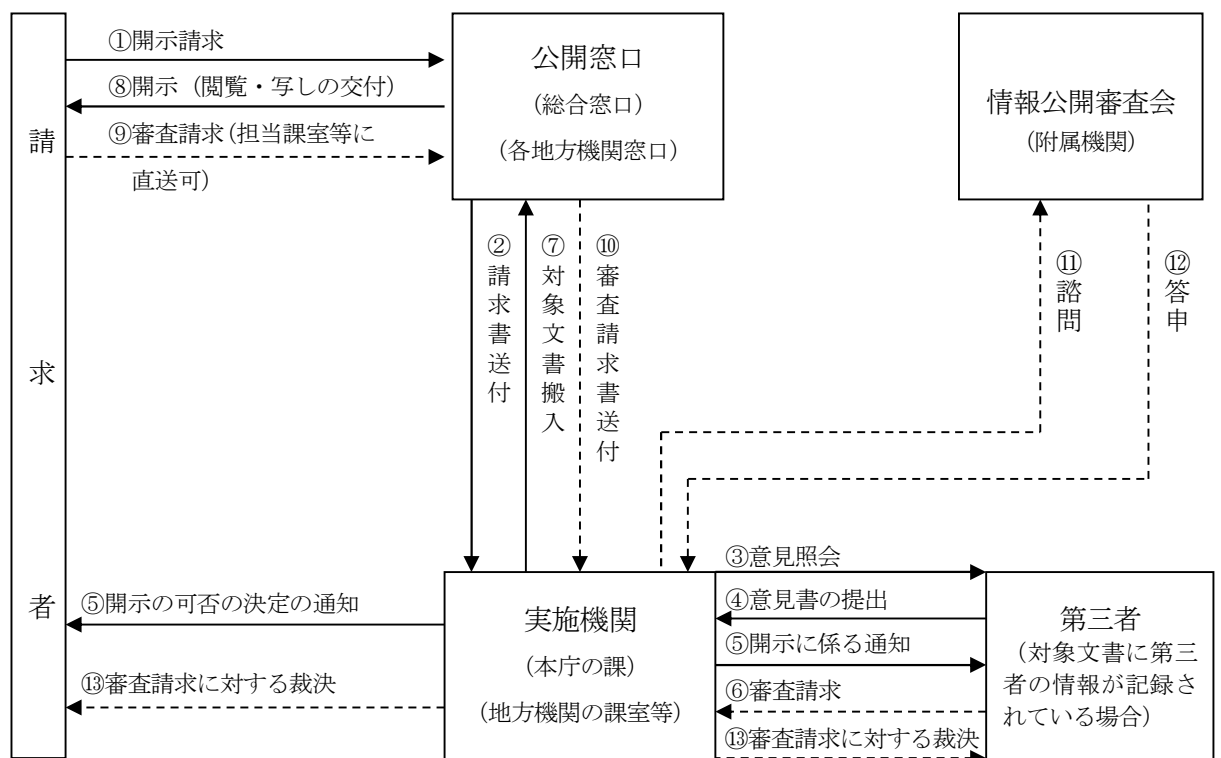 請求者
①開示請求
⑧開示（閲覧・写しの交付）
⑨審査請求（担当課室等に
直送可）
公開窓口
（総合窓口）
（各地方機関窓口）
情報公開審査会
（附属機関）
②請求書送付
⑦対象文書搬入
⑩審査請求書送付
⑪諮問
⑫答申
⑤開示の可否の決定の通知
⑬審査請求に対する裁決
実施機関
（本庁の課）
（地方機関の課室等）
③意見照会
④意見書の提出
⑤開示に係る通知
⑥審査請求
⑬審査請求に対する裁決
第三者
（対象文書に第三
者の情報が記録さ
れている場合）